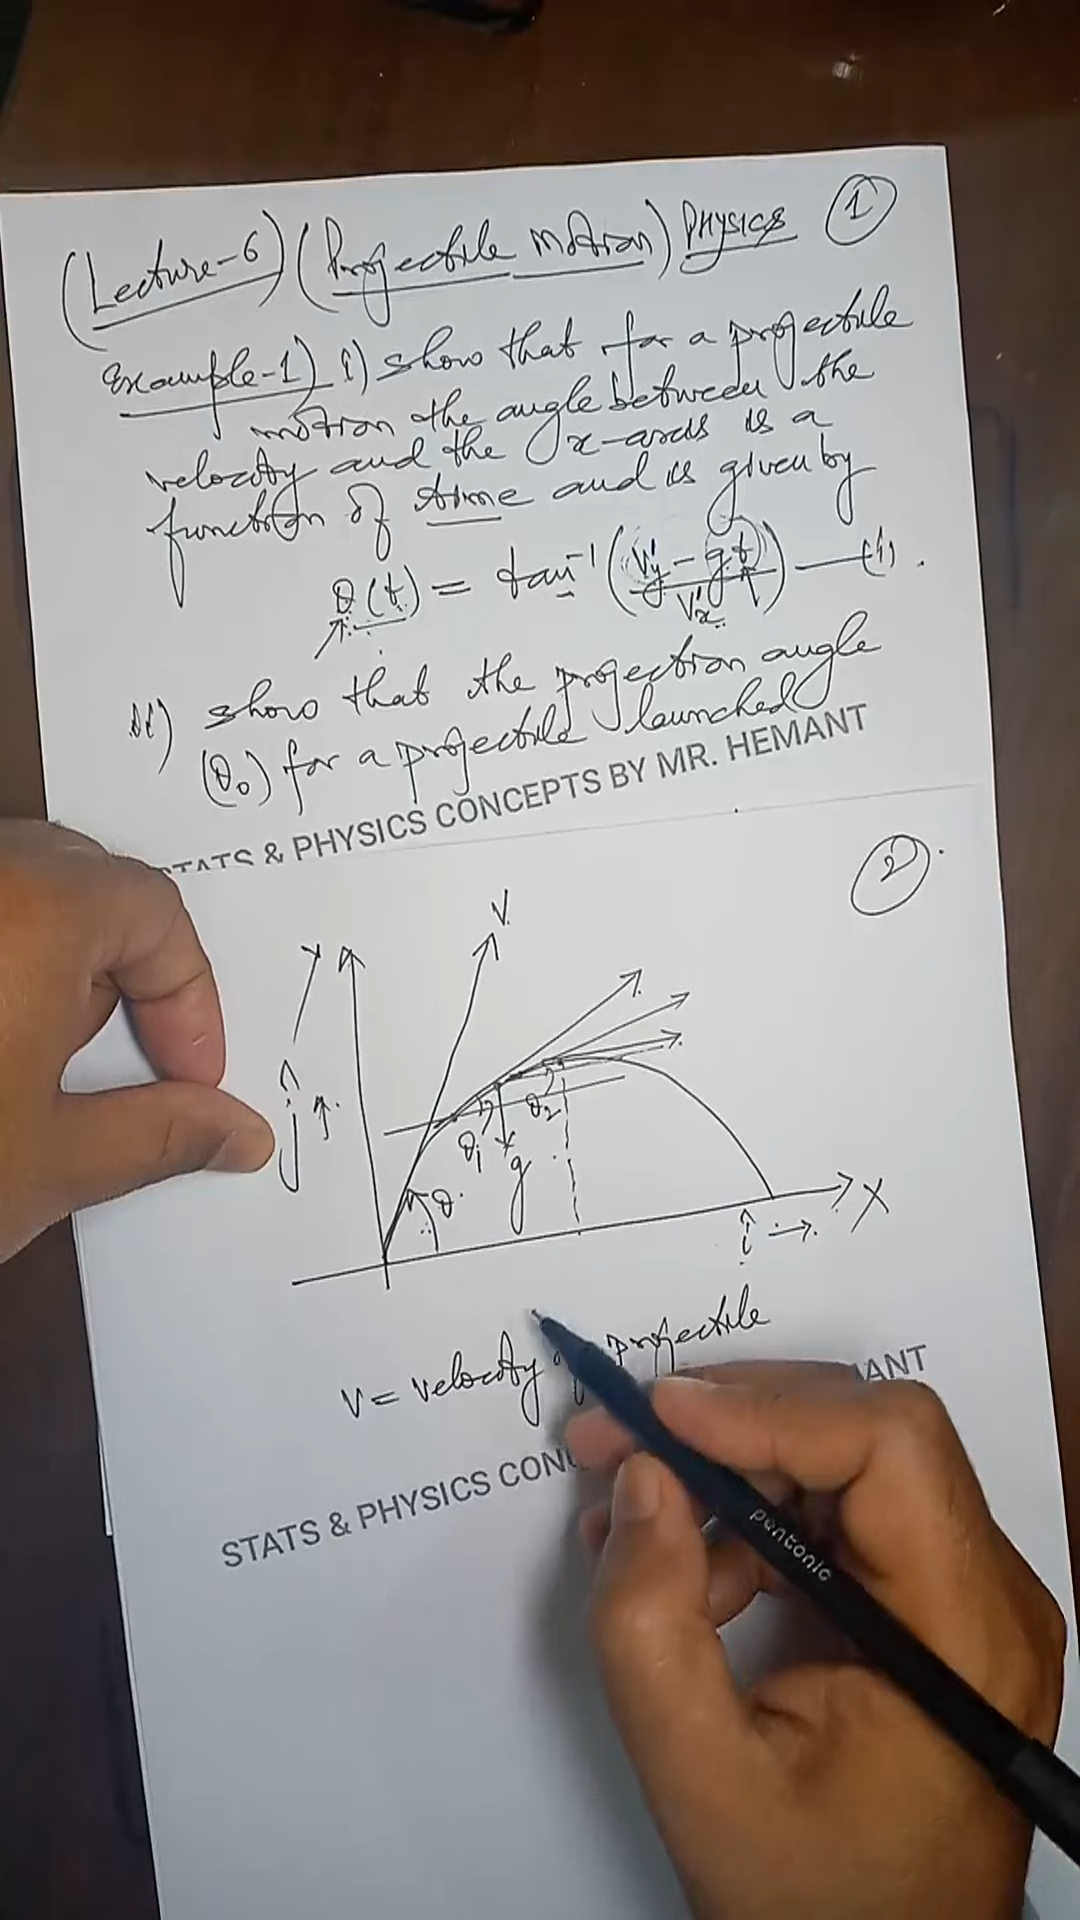 (Lecture-6) (Projectile motion) PHYSICS 1
Example-1) i) show that for a projectile
motion the angle between the
velocity and the x-axis is a
function of time and is given by
θ(t) = tan⁻¹ (V'y - gt / V'x) —(1).
ii) show that the projection angle
(θ₀) for a projectile launched
STATS & PHYSICS CONCEPTS BY MR. HEMANT
2
V
Y
ĵ
θ₁
θ₂
g
θ
X
î
V = velocity projectile
HEMANT
STATS & PHYSICS CON
pentonic